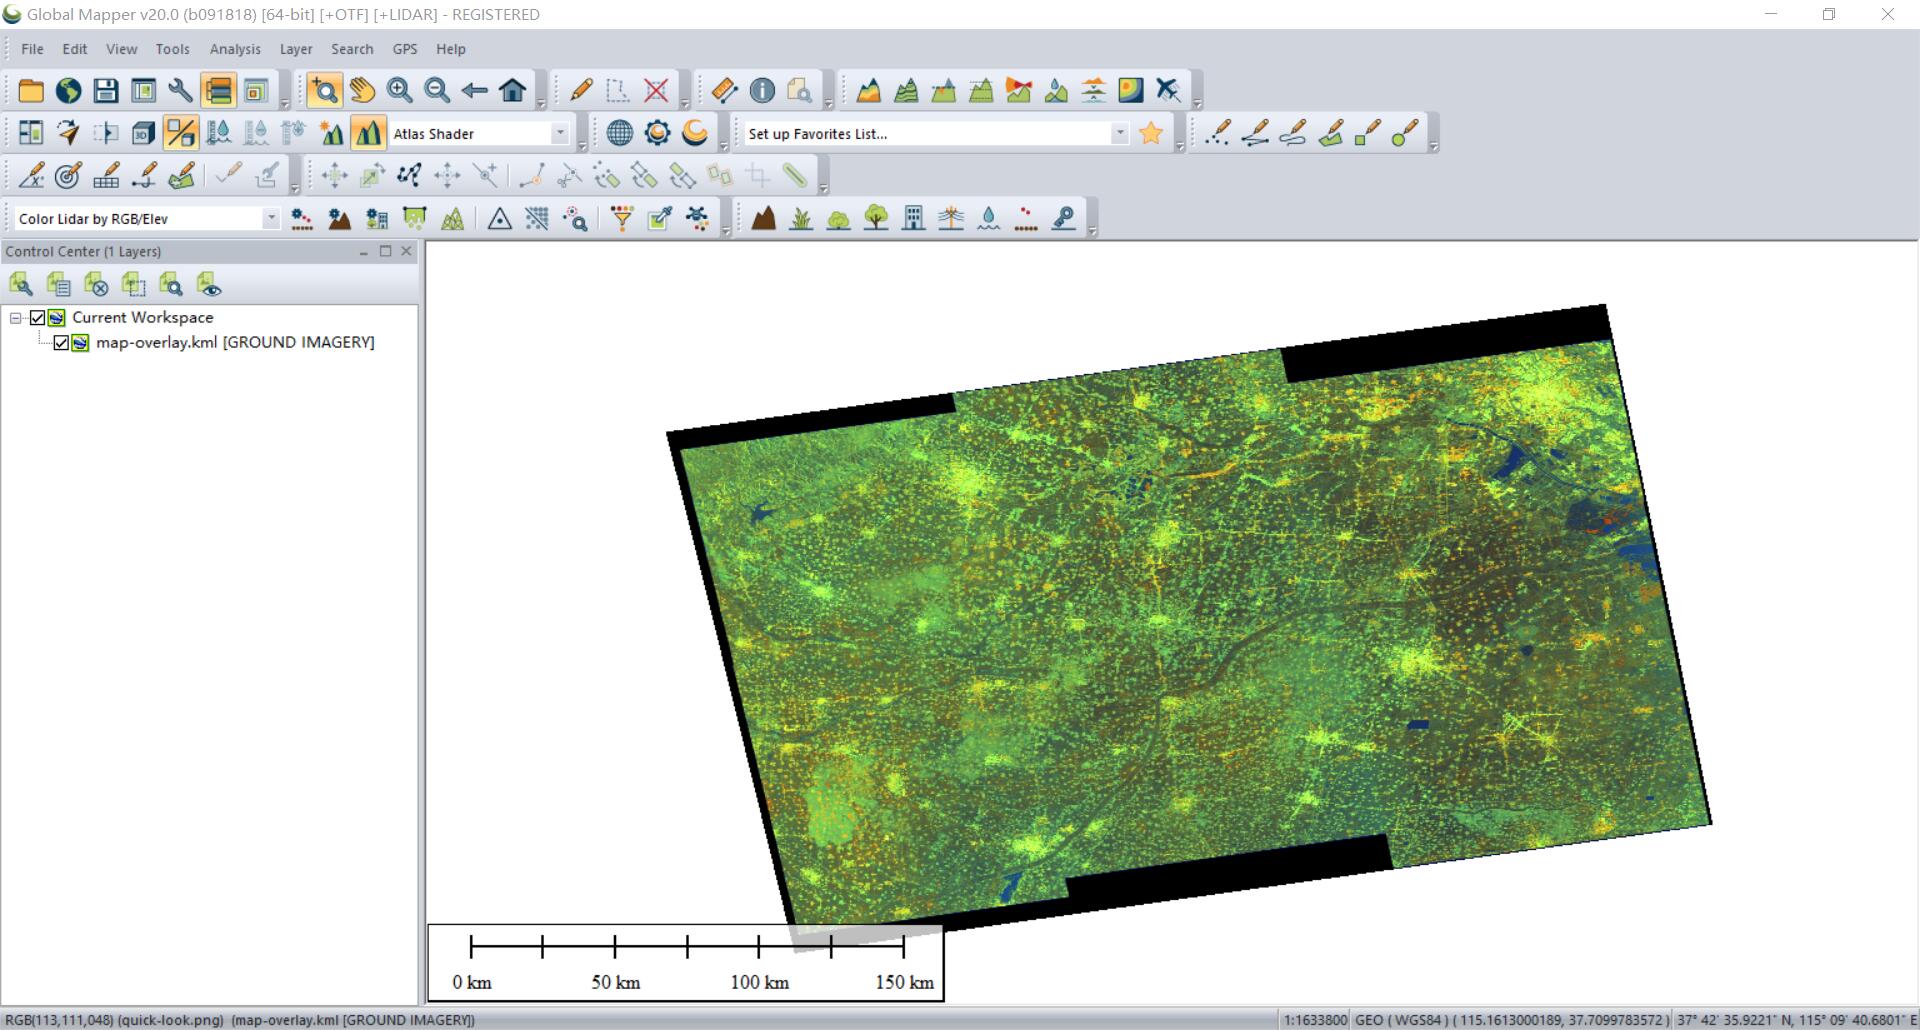 Global Mapper v20.0 (b091818) [64-bit] [+OTF] [+LIDAR] - REGISTERED
File Edit View Tools Analysis Layer Search GPS Help
3D Atlas Shader Set up Favorites List...
Color Lidar by RGB/Elev
Control Center (1 Layers)
Current Workspace
map-overlay.kml [GROUND IMAGERY]
0 km 50 km 100 km 150 km
RGB(113,111,048) (quick-look.png) (map-overlay.kml [GROUND IMAGERY]) 1:1633800 GEO ( WGS84 ) ( 115.1613000189, 37.7099783572 ) 37° 42' 35.9221" N, 115° 09' 40.6801" E